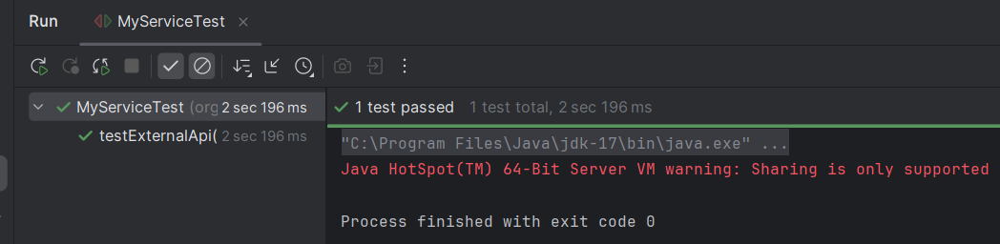 Run MyServiceTest
MyServiceTest (org 2 sec 196 ms
testExternalApi( 2 sec 196 ms
1 test passed 1 test total, 2 sec 196 ms
"C:\Program Files\Java\jdk-17\bin\java.exe" ...
Java HotSpot(TM) 64-Bit Server VM warning: Sharing is only supported
Process finished with exit code 0